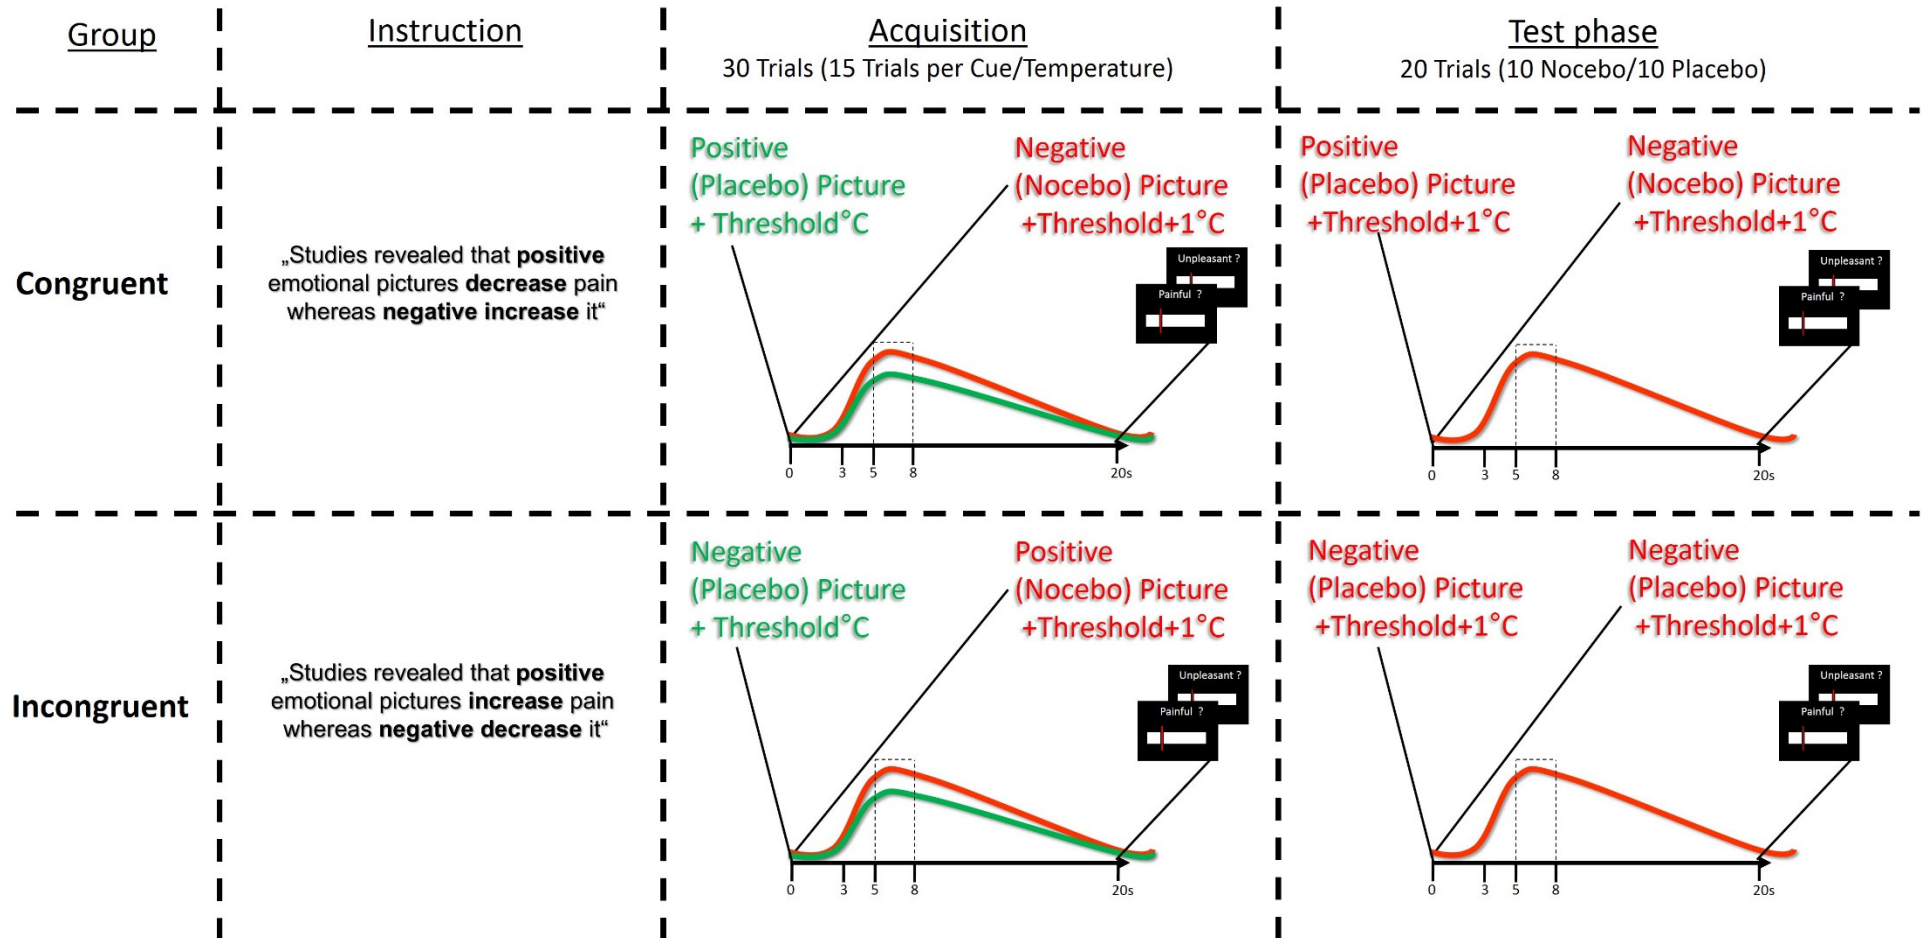 Group
Instruction
Acquisition
30 Trials (15 Trials per Cue/Temperature)
Test phase
20 Trials (10 Nocebo/10 Placebo)
Congruent
„Studies revealed that positive
emotional pictures decrease pain
whereas negative increase it“
Positive
(Placebo) Picture
+ Threshold°C
Negative
(Nocebo) Picture
+Threshold+1°C
Unpleasant ?
Painful ?
0
3
5
8
20s
Positive
(Placebo) Picture
+Threshold+1°C
Negative
(Nocebo) Picture
+Threshold+1°C
Unpleasant ?
Painful ?
0
3
5
8
20s
Incongruent
„Studies revealed that positive
emotional pictures increase pain
whereas negative decrease it“
Negative
(Placebo) Picture
+ Threshold°C
Positive
(Nocebo) Picture
+Threshold+1°C
Unpleasant ?
Painful ?
0
3
5
8
20s
Negative
(Placebo) Picture
+Threshold+1°C
Negative
(Placebo) Picture
+Threshold+1°C
Unpleasant ?
Painful ?
0
3
5
8
20s